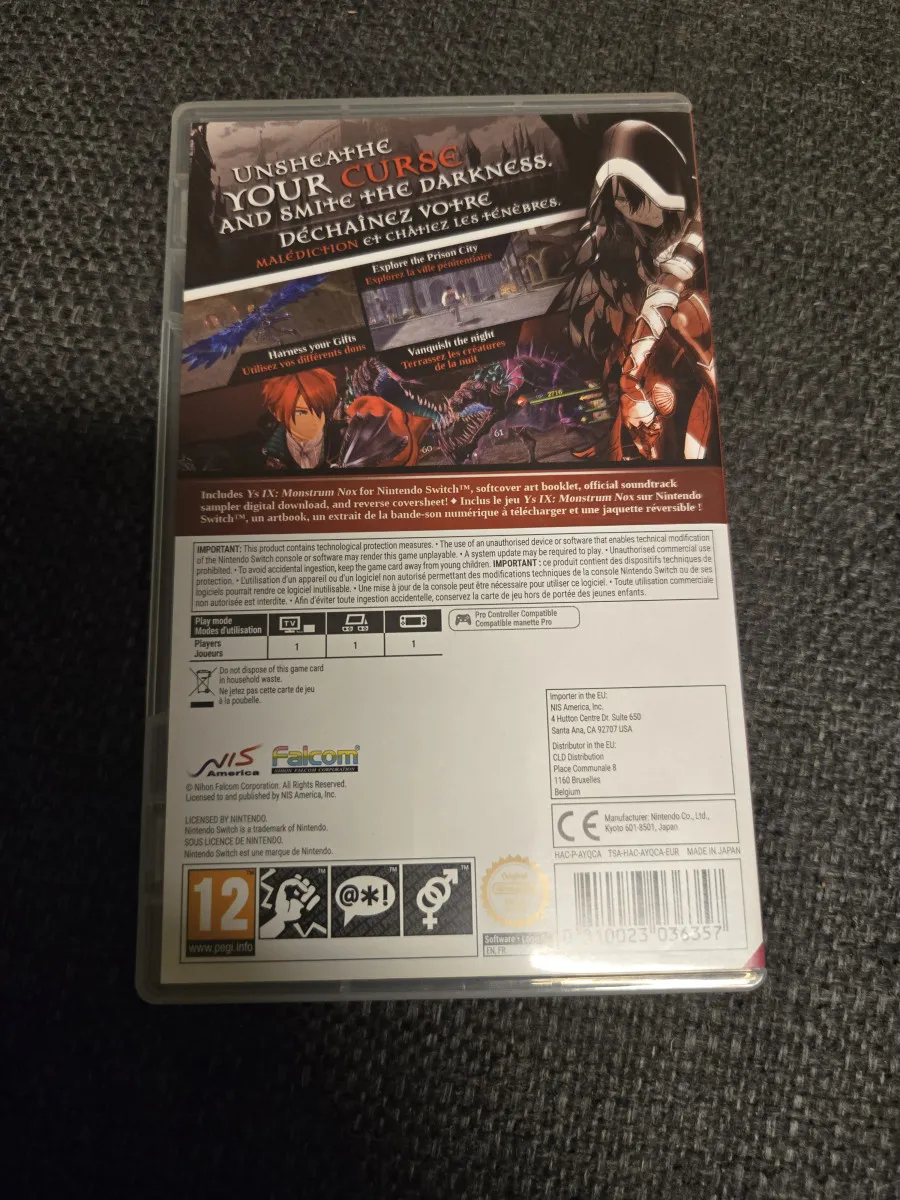 UNSHEATHE
YOUR CURSE
AND SMITE THE DARKNESS.
DÉCHAÎNEZ VOTRE
MALÉDICTION ET CHÂTIEZ LES TÉNÈBRES.
Explore the Prison City
Explorez la ville pénitentiaire
Harness your Gifts
Utilisez vos différents dons
Vanquish the night
Terrassez les créatures
de la nuit
2716
60
61
Includes Ys IX: Monstrum Nox for Nintendo Switch™, softcover art booklet, official soundtrack
sampler digital download, and reverse coversheet! ♦ Inclus le jeu Ys IX: Monstrum Nox sur Nintendo
Switch™, un artbook, un extrait de la bande-son numérique à télécharger et une jaquette réversible !
IMPORTANT: This product contains technological protection measures. • The use of an unauthorised device or software that enables technical modification
of the Nintendo Switch console or software may render this game unplayable. • A system update may be required to play. • Unauthorised commercial use
prohibited. • To avoid accidental ingestion, keep the game card away from young children. IMPORTANT : ce produit contient des dispositifs techniques de
protection. • L'utilisation d'un appareil ou d'un logiciel non autorisé permettant des modifications techniques de la console Nintendo Switch ou de ses
logiciels pourrait rendre ce logiciel inutilisable. • Une mise à jour de la console peut être nécessaire pour utiliser ce logiciel. • Toute utilisation commerciale
non autorisée est interdite. • Afin d'éviter toute ingestion accidentelle, conservez la carte de jeu hors de portée des jeunes enfants.
Play mode
Modes d'utilisation
TV
Players
Joueurs
1
1
1
Pro Controller Compatible
Compatible manette Pro
Do not dispose of this game card
in household waste.
Ne jetez pas cette carte de jeu
à la poubelle.
Importer in the EU:
NIS America, Inc.
4 Hutton Centre Dr. Suite 650
Santa Ana, CA 92707 USA
Distributor in the EU:
CLD Distribution
Place Communale 8
1160 Bruxelles
Belgium
NIS
America
Falcom
NIHON FALCOM CORPORATION
© Nihon Falcom Corporation. All Rights Reserved.
Licensed to and published by NIS America, Inc.
LICENSED BY NINTENDO.
Nintendo Switch is a trademark of Nintendo.
SOUS LICENCE DE NINTENDO.
Nintendo Switch est une marque de Nintendo.
CE
Manufacturer: Nintendo Co., Ltd.,
Kyoto 601-8501, Japan
HAC-P-AYQCA TSA-HAC-AYQCA-EUR MADE IN JAPAN
12
www.pegi.info
@*!
TM
TM
TM
Original
Nintendo
Software
EN, FR
0 810023 036357